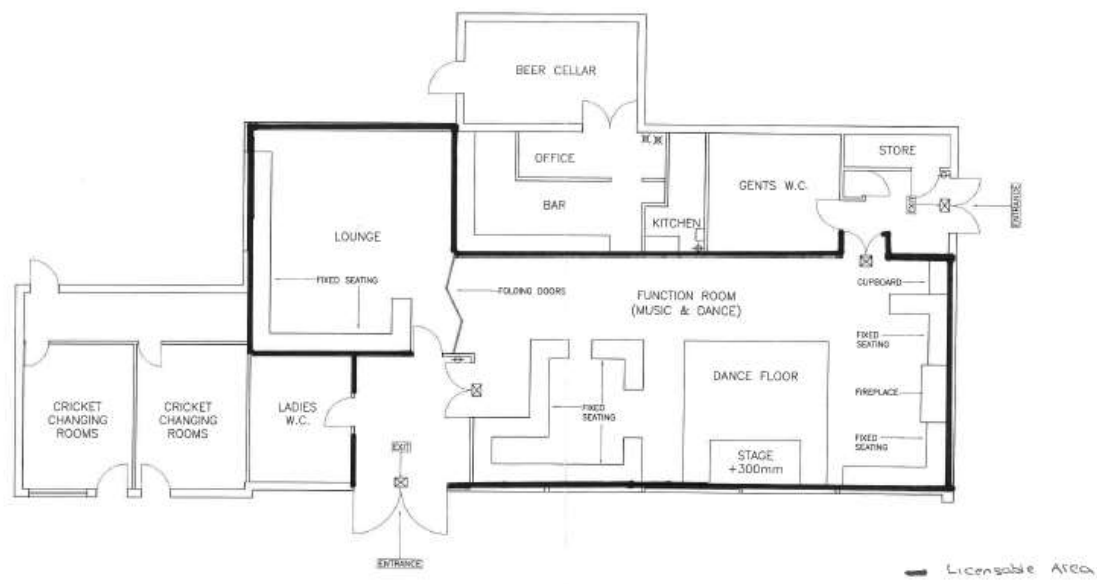 BEER CELLAR
OFFICE
STORE
BAR
GENTS W.C.
KITCHEN
EXIT
ENTRANCE
LOUNGE
FIXED SEATING
FOLDING DOORS
FUNCTION ROOM
(MUSIC & DANCE)
CUPBOARD
FIXED
SEATING
DANCE FLOOR
FIREPLACE
CRICKET
CHANGING
ROOMS
CRICKET
CHANGING
ROOMS
LADIES
W.C.
FIXED
SEATING
FIXED
SEATING
EXIT
STAGE
+300mm
ENTRANCE
Licensable Area